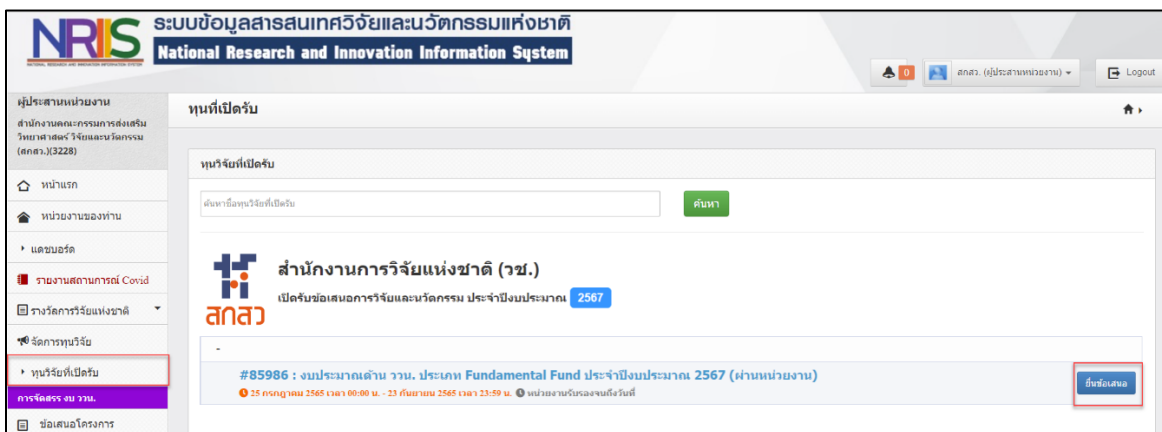 NRIIS
ระบบข้อมูลสารสนเทศวิจัยและนวัตกรรมแห่งชาติ
National Research and Innovation Information System
NATIONAL RESEARCH AND INNOVATION INFORMATION SYSTEM
0
สกสว. (ผู้ประสานหน่วยงาน)
Logout
ผู้ประสานหน่วยงาน
สำนักงานคณะกรรมการส่งเสริม
วิทยาศาสตร์ วิจัยและนวัตกรรม
(สกสว.)(3228)
หน้าแรก
หน่วยงานของท่าน
แดชบอร์ด
รายงานสถานการณ์ Covid
รางวัลการวิจัยแห่งชาติ
จัดการทุนวิจัย
ทุนวิจัยที่เปิดรับ
การจัดสรร งบ ววน.
ข้อเสนอโครงการ
ทุนที่เปิดรับ
ทุนวิจัยที่เปิดรับ
ค้นหาชื่อทุนวิจัยที่เปิดรับ
ค้นหา
สกสว
สำนักงานการวิจัยแห่งชาติ (วช.)
เปิดรับข้อเสนอการวิจัยและนวัตกรรม ประจำปีงบประมาณ 2567
-
#85986 : งบประมาณด้าน ววน. ประเภท Fundamental Fund ประจำปีงบประมาณ 2567 (ผ่านหน่วยงาน)
25 กรกฎาคม 2565 เวลา 00:00 น. - 23 กันยายน 2565 เวลา 23:59 น. หน่วยงานรับรองจนถึงวันที่
ยื่นข้อเสนอ